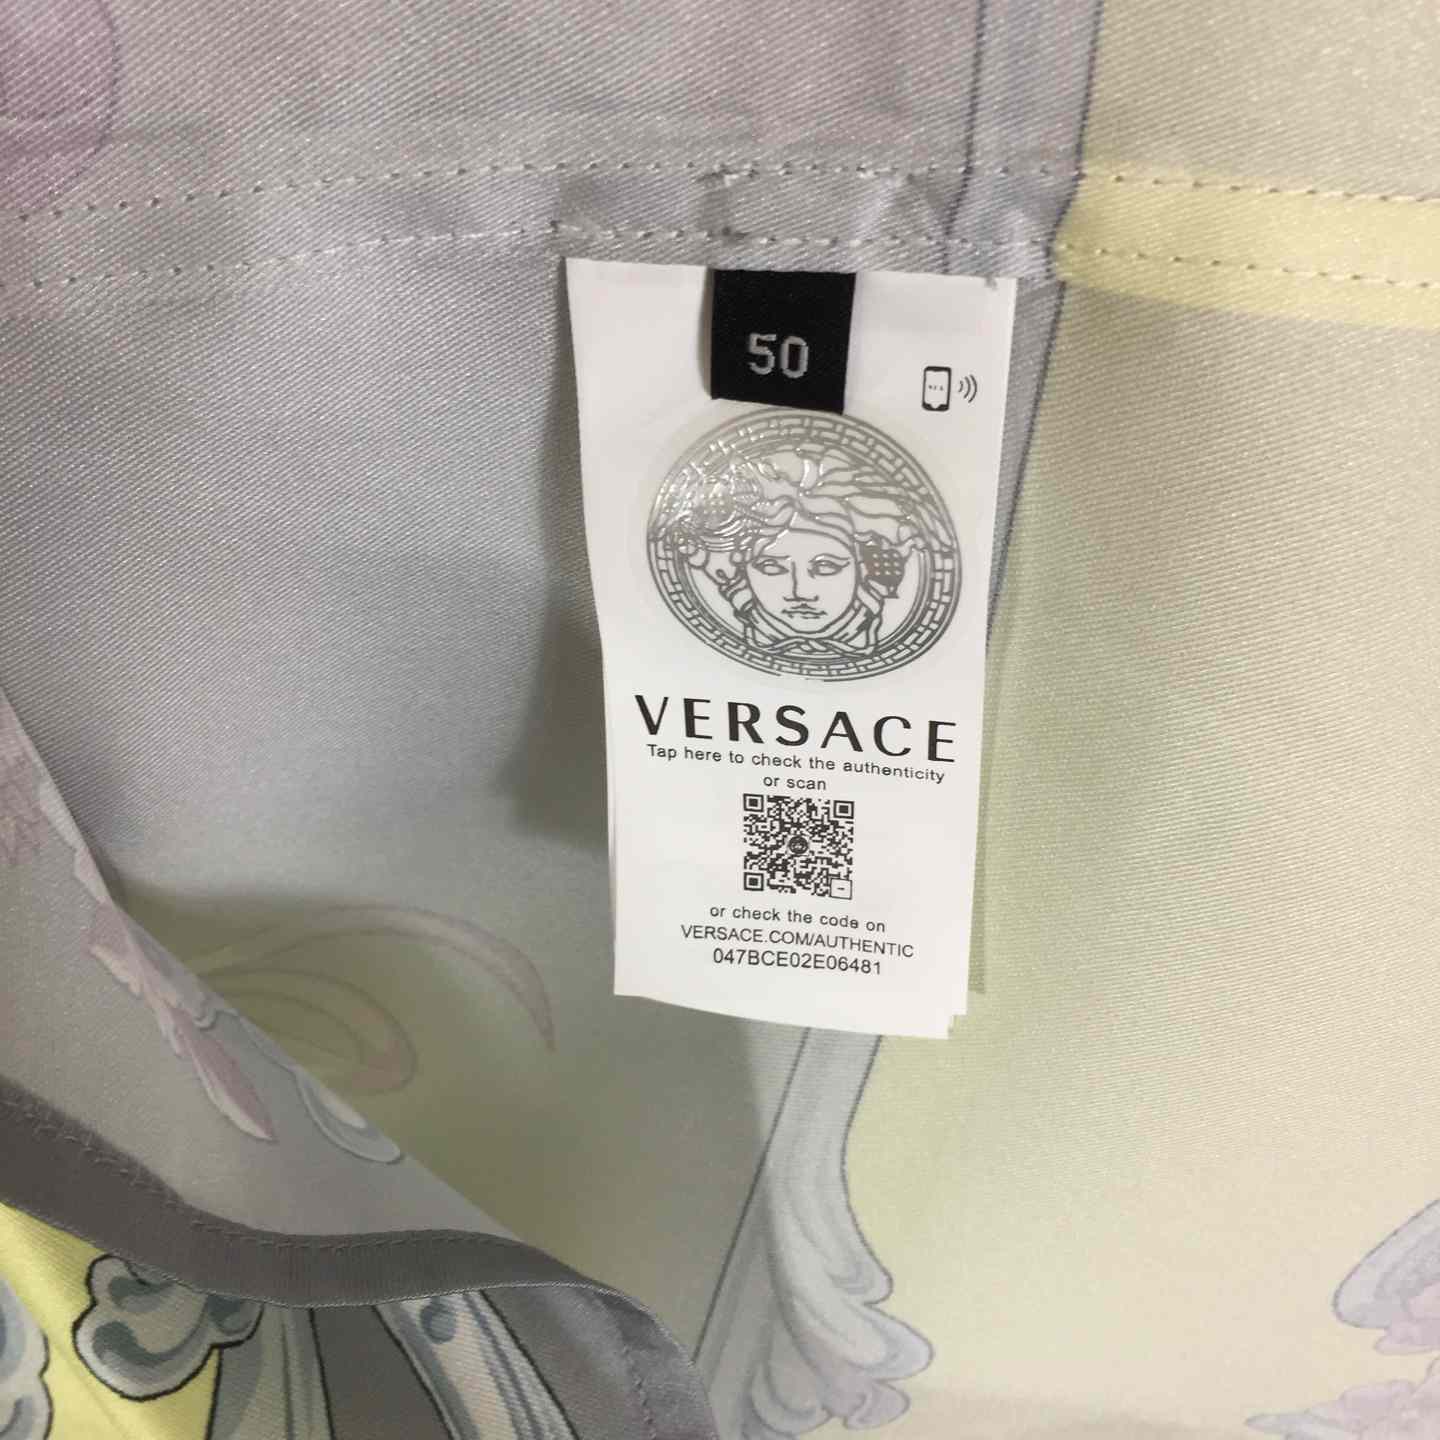 50
VERSACE
Tap here to check the authenticity
or scan
or check the code on
VERSACE.COM/AUTHENTIC
047BCE02E06481